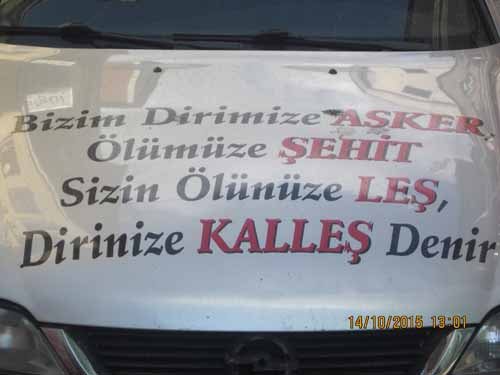 Bizim Dirimize ASKER,
Ölümüze ŞEHİT
Sizin Ölünüze LEŞ,
Dirinize KALLEŞ Denir
14/10/2015 13:01